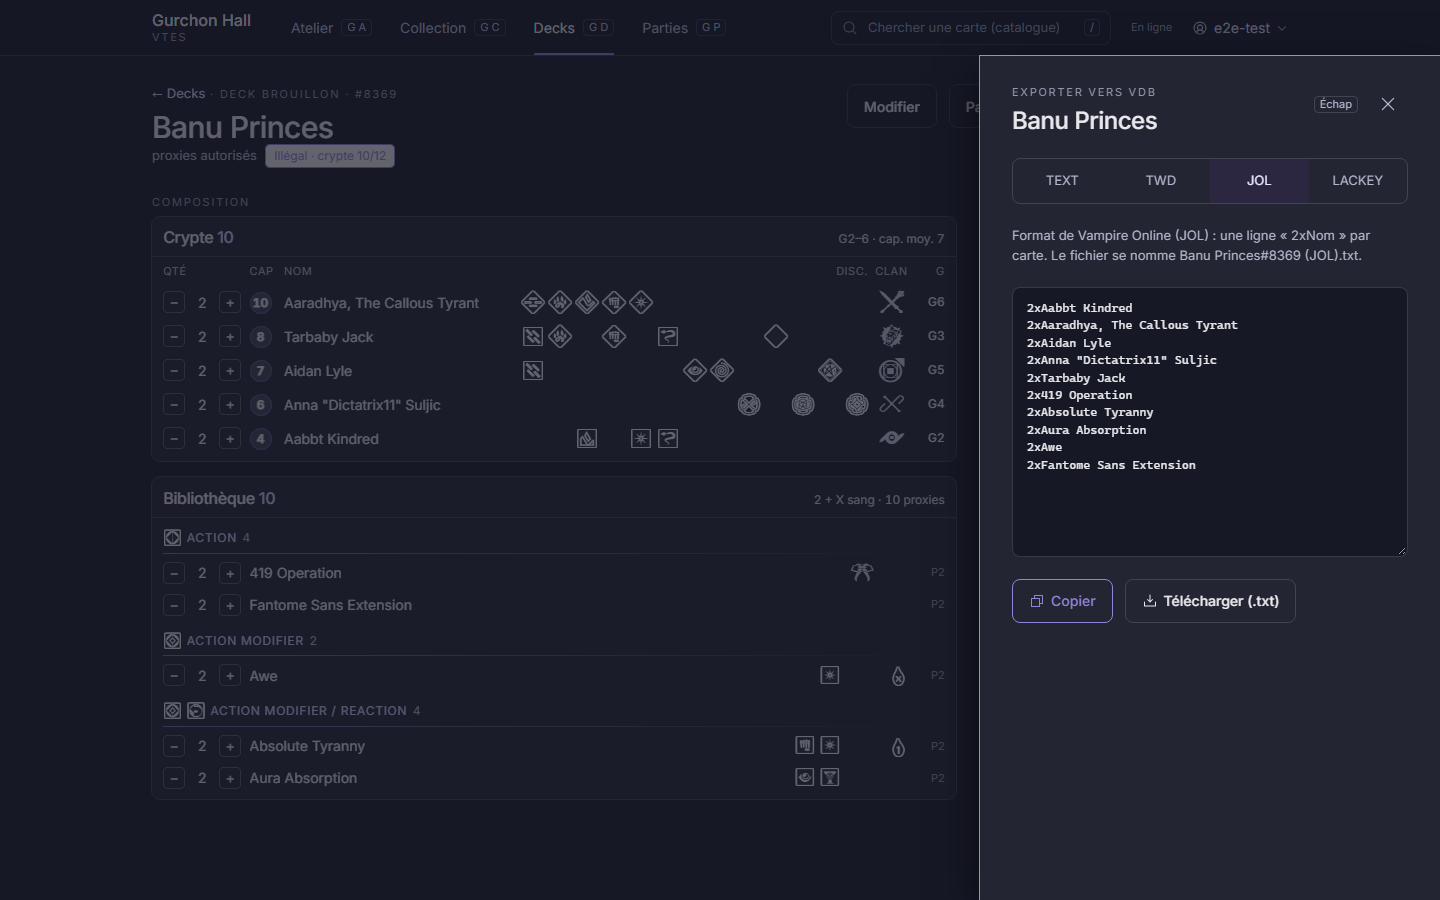 Gurchon Hall
VTES
Atelier G A
Collection G C
Decks G D
Parties G P
Chercher une carte (catalogue) /
En ligne
e2e-test
← Decks · DECK BROUILLON · #8369
Banu Princes
proxies autorisés Illégal · crypte 10/12
Modifier
COMPOSITION
Crypte 10
G2–6 · cap. moy. 7
QTÉ CAP NOM DISC. CLAN G
− 2 + 10 Aaradhya, The Callous Tyrant G6
− 2 + 8 Tarbaby Jack G3
− 2 + 7 Aidan Lyle G5
− 2 + 6 Anna "Dictatrix11" Suljic G4
− 2 + 4 Aabbt Kindred G2
Bibliothèque 10
2 + X sang · 10 proxies
ACTION 4
− 2 + 419 Operation P2
− 2 + Fantome Sans Extension P2
ACTION MODIFIER 2
− 2 + Awe P2
ACTION MODIFIER / REACTION 4
− 2 + Absolute Tyranny P2
− 2 + Aura Absorption P2
EXPORTER VERS VDB
Banu Princes
Échap
TEXT TWD JOL LACKEY
Format de Vampire Online (JOL) : une ligne « 2xNom » par
carte. Le fichier se nomme Banu Princes#8369 (JOL).txt.
2xAabbt Kindred
2xAaradhya, The Callous Tyrant
2xAidan Lyle
2xAnna "Dictatrix11" Suljic
2xTarbaby Jack
2x419 Operation
2xAbsolute Tyranny
2xAura Absorption
2xAwe
2xFantome Sans Extension
Copier
Télécharger (.txt)